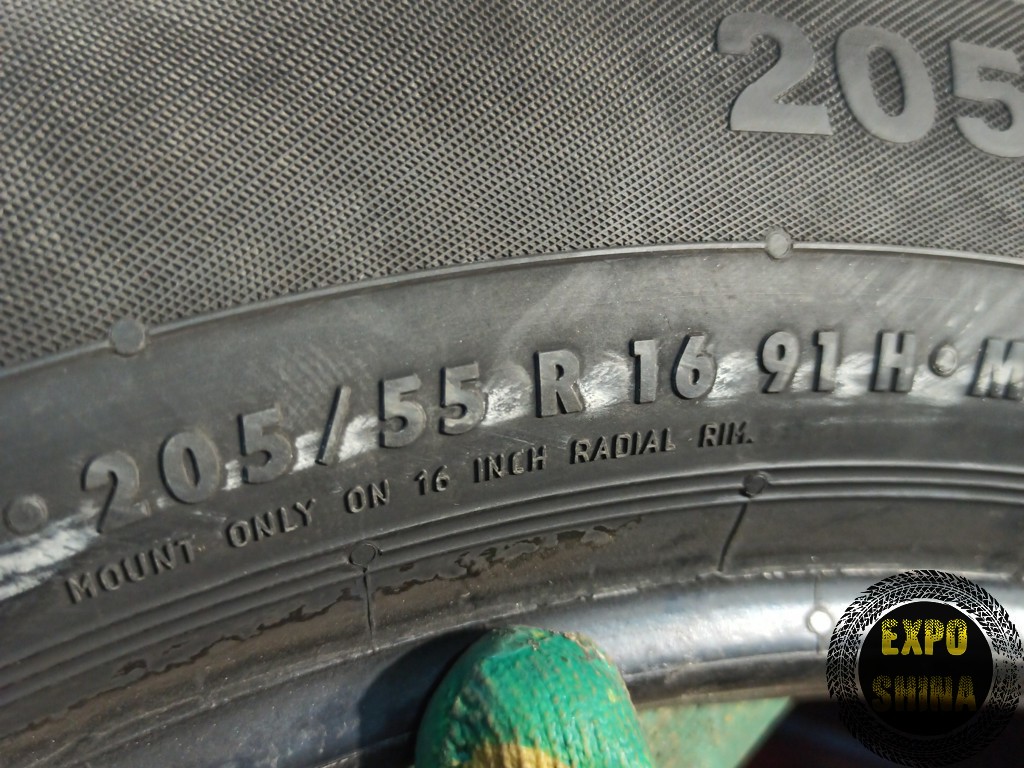 205
• 205/55 R 16 91 H • M
MOUNT ONLY ON 16 INCH RADIAL RIM.
EXPO
SHINA